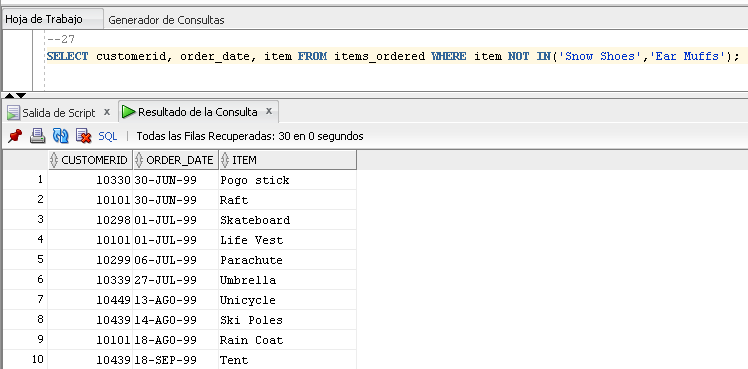 Hoja de Trabajo Generador de Consultas
--27
SELECT customerid, order_date, item FROM items_ordered WHERE item NOT IN('Snow Shoes','Ear Muffs');
Salida de Script x Resultado de la Consulta x
SQL | Todas las Filas Recuperadas: 30 en 0 segundos
CUSTOMERID ORDER_DATE ITEM
1 10330 30-JUN-99 Pogo stick
2 10101 30-JUN-99 Raft
3 10298 01-JUL-99 Skateboard
4 10101 01-JUL-99 Life Vest
5 10299 06-JUL-99 Parachute
6 10339 27-JUL-99 Umbrella
7 10449 13-AGO-99 Unicycle
8 10439 14-AGO-99 Ski Poles
9 10101 18-AGO-99 Rain Coat
10 10439 18-SEP-99 Tent